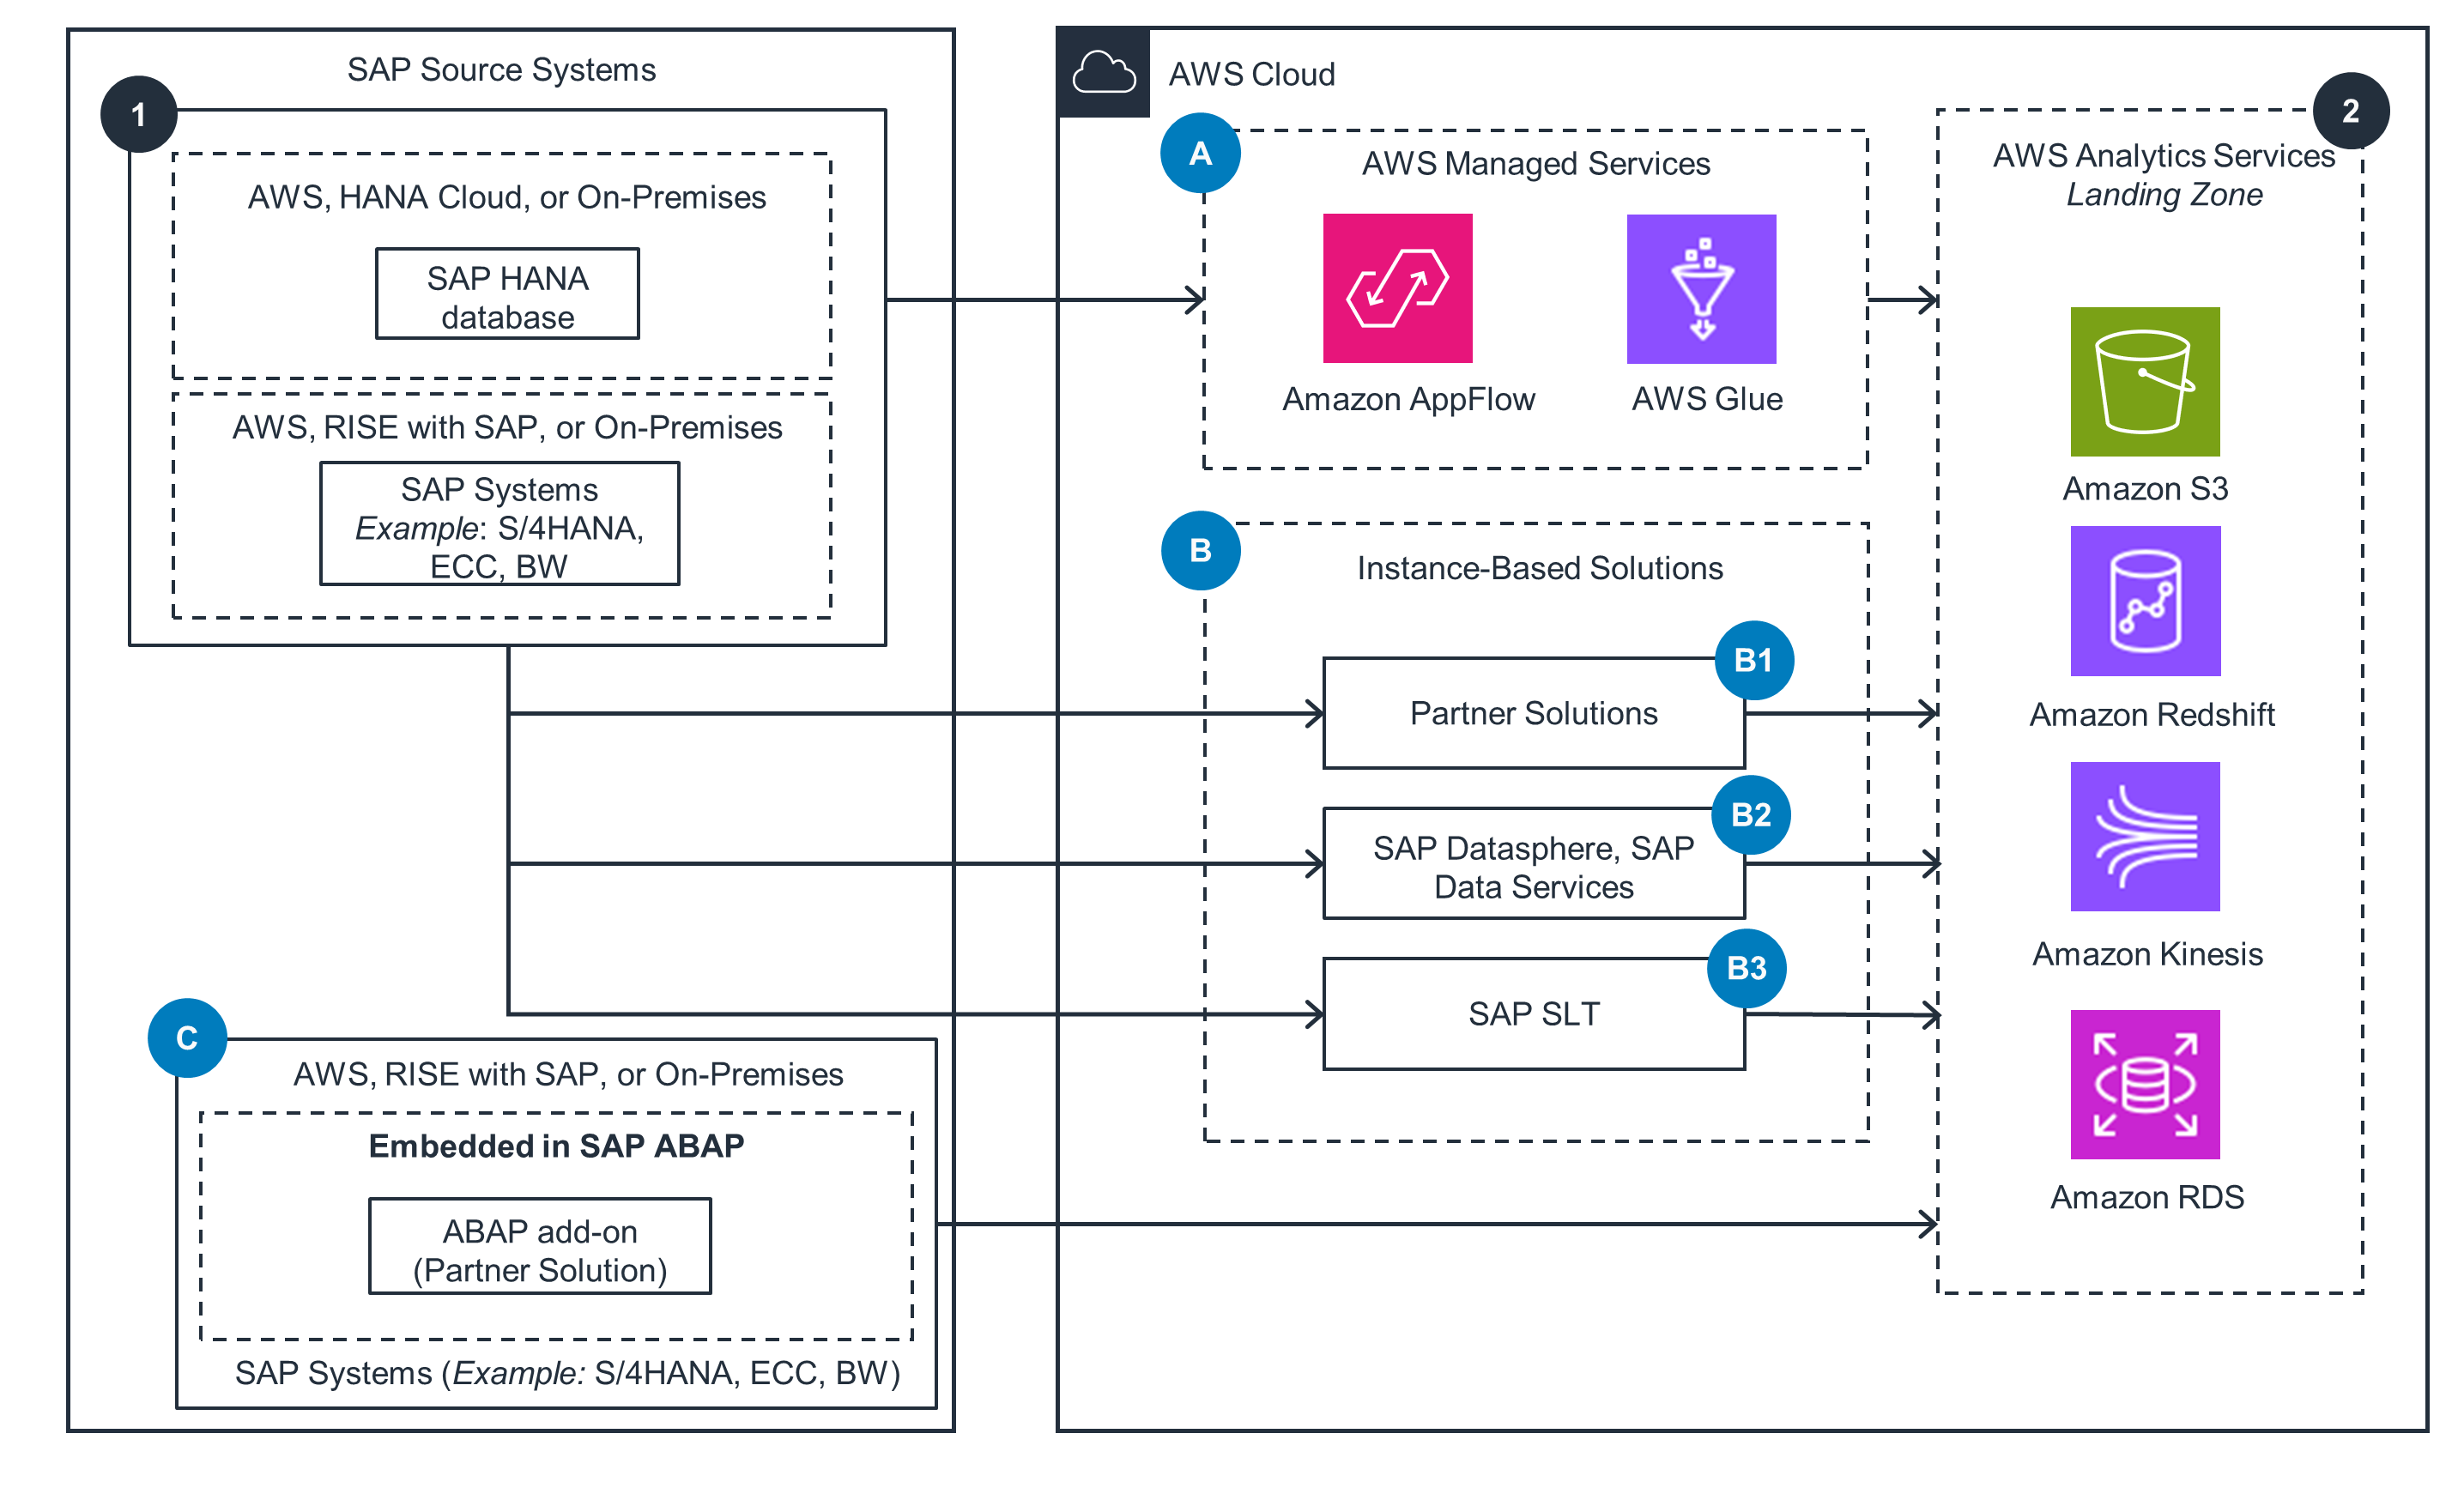 SAP Source Systems
1
AWS, HANA Cloud, or On-Premises
SAP HANA
database
AWS, RISE with SAP, or On-Premises
SAP Systems
Example: S/4HANA,
ECC, BW
C
AWS, RISE with SAP, or On-Premises
Embedded in SAP ABAP
ABAP add-on
(Partner Solution)
SAP Systems (Example: S/4HANA, ECC, BW)
AWS Cloud
A
AWS Managed Services
Amazon AppFlow
AWS Glue
B
Instance-Based Solutions
B1
Partner Solutions
B2
SAP Datasphere, SAP
Data Services
B3
SAP SLT
2
AWS Analytics Services
Landing Zone
Amazon S3
Amazon Redshift
Amazon Kinesis
Amazon RDS